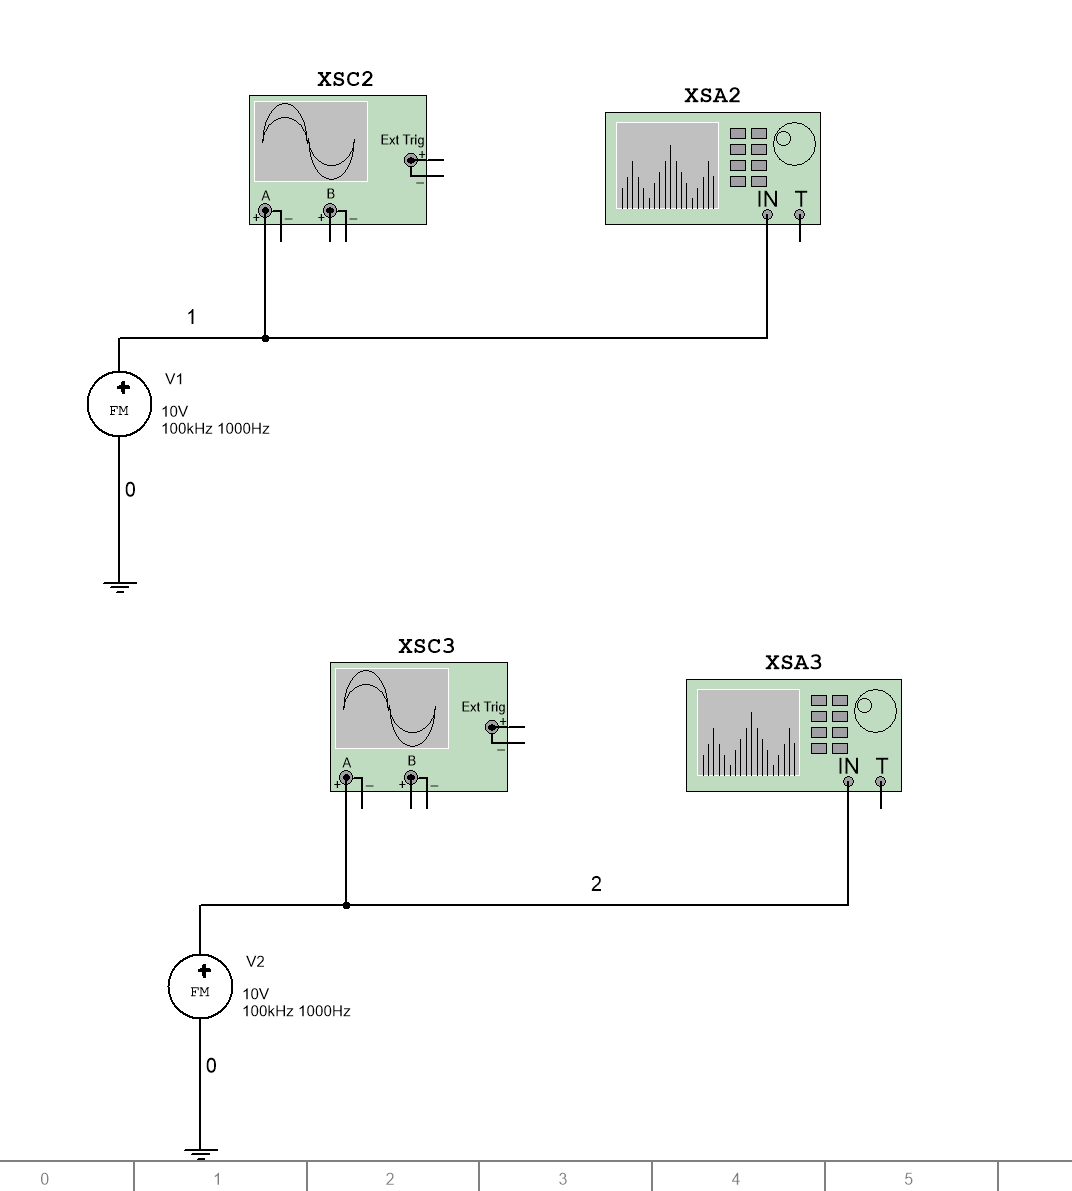 XSC2
XSA2
Ext Trig
+
−
A
B
+ − + −
IN T
1
+
FM
V1
10V
100kHz 1000Hz
0
XSC3
XSA3
Ext Trig
+
−
A
B
+ − + −
IN T
2
+
FM
V2
10V
100kHz 1000Hz
0
0 1 2 3 4 5